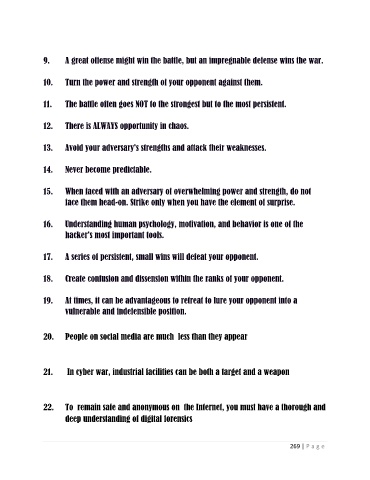 9. A great offense might win the battle, but an impregnable defense wins the war.
10. Turn the power and strength of your opponent against them.
11. The battle often goes NOT to the strongest but to the most persistent.
12. There is ALWAYS opportunity in chaos.
13. Avoid your adversary's strengths and attack their weaknesses.
14. Never become predictable.
15. When faced with an adversary of overwhelming power and strength, do not
face them head-on. Strike only when you have the element of surprise.
16. Understanding human psychology, motivation, and behavior is one of the
hacker's most important tools.
17. A series of persistent, small wins will defeat your opponent.
18. Create confusion and dissension within the ranks of your opponent.
19. At times, it can be advantageous to retreat to lure your opponent into a
vulnerable and indefensible position.
20. People on social media are much less than they appear
21. In cyber war, industrial facilities can be both a target and a weapon
22. To remain safe and anonymous on the Internet, you must have a thorough and
deep understanding of digital forensics
269 | Page